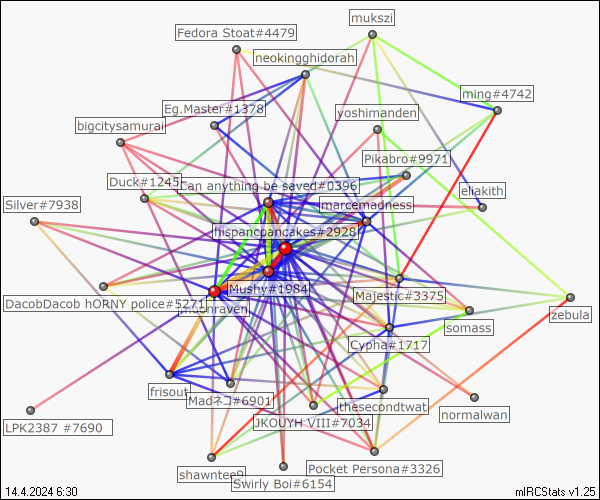 mukszi
Fedora Stoat#4479
neokingghidorah
ming#4742
Eg.Master#1378
yoshimanden
bigcitysamurai
Pikabro#9971
Duck#1245
Can anything be saved#0396
eliakith
Silver#7938
marcemadness
hispancpancakes#2928
Mushy#1984
Majestic#3375
DacobDacob hORNY police#5271
moonraven
zebula
somass
Cypha#1717
frisout
Madネコ#6901
thesecondtwat
normalwan
JKOUYH VIII#7034
LPK2387 #7690
shawntee9
Pocket Persona#3326
Swirly Boi#6154
14.4.2024 6:30
mIRCStats v1.25